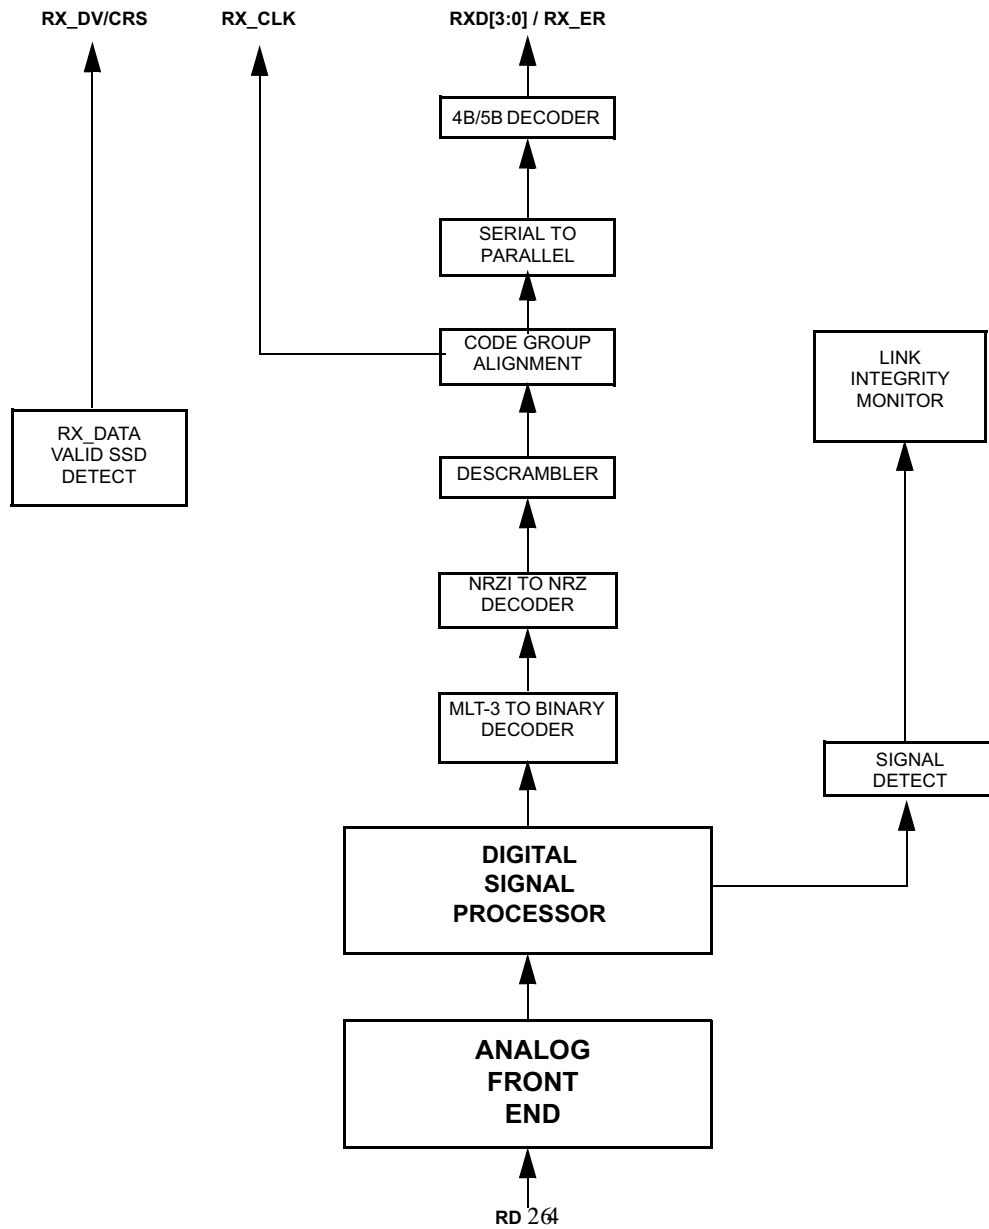 RX_DV/CRS
RX_CLK
RXD[3:0] / RX_ER
4B/5B DECODER
SERIAL TO
PARALLEL
CODE GROUP
ALIGNMENT
LINK
INTEGRITY
MONITOR
RX_DATA
VALID SSD
DETECT
DESCRAMBLER
NRZI TO NRZ
DECODER
MLT-3 TO BINARY
DECODER
SIGNAL
DETECT
DIGITAL
SIGNAL
PROCESSOR
ANALOG
FRONT
END
RD